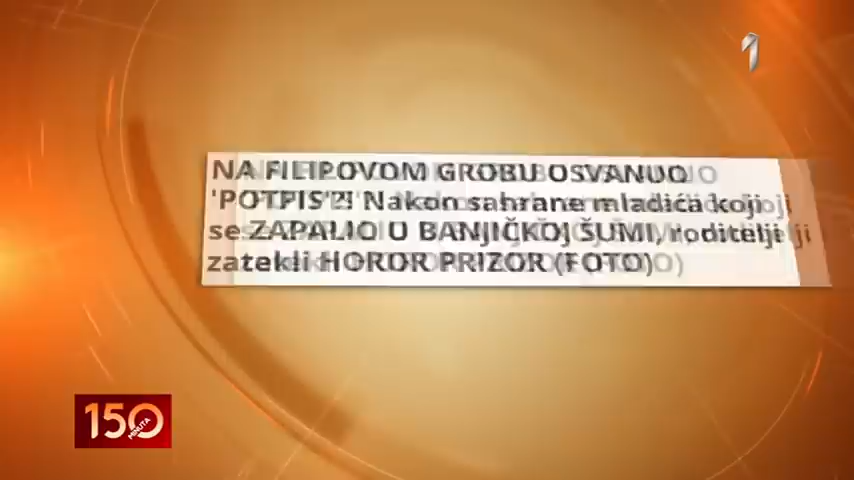 1
NA FILIPOVOM GROBU OSVANUO
'POTPIS'?! Nakon sahrane mladića koji
se ZAPALIO U BANJIČKOJ ŠUMI, roditelji
zatekli HOROR PRIZOR (FOTO)
150
MINUTA